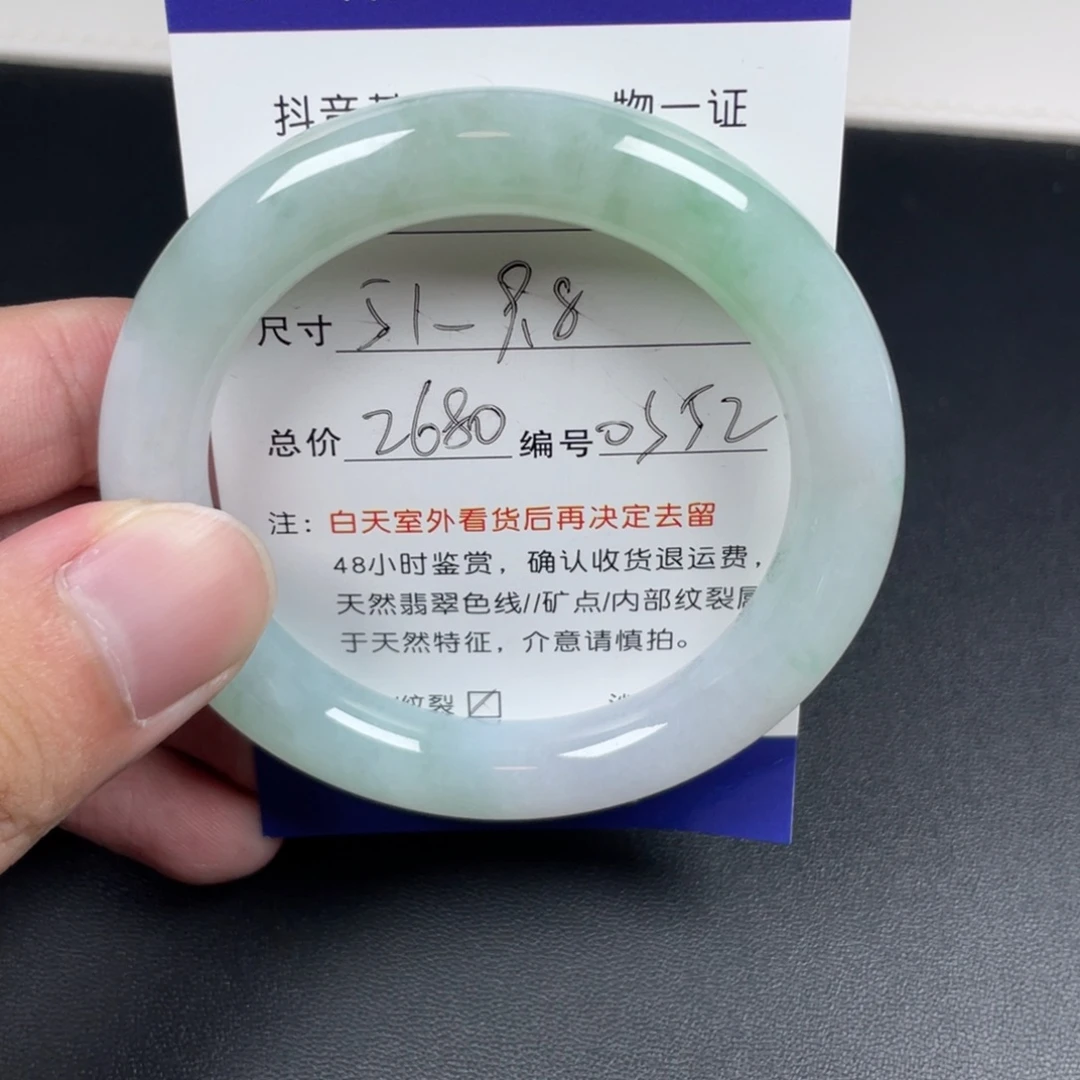 抖音 物一证
尺寸 51-9.8
总价 2680 编号 0552
注：白天室外看货后再决定去留
48小时鉴赏，确认收货退运费，
天然翡翠色线//矿点/内部纹裂属
于天然特征，介意请慎拍。
纹裂